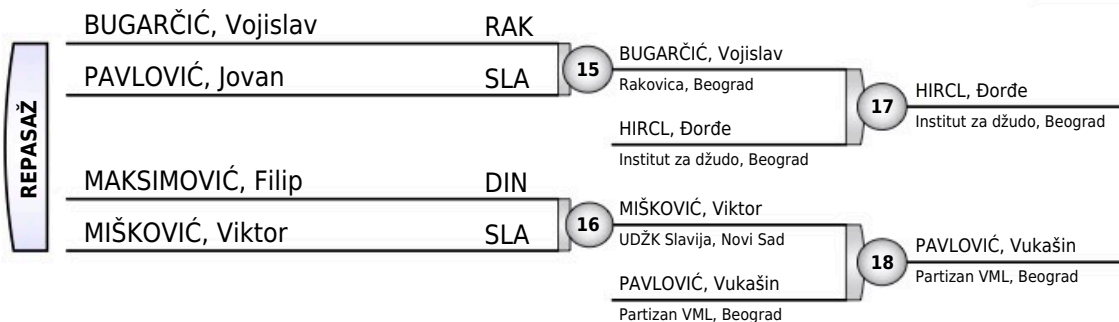 REPASAŽ
BUGARČIĆ, Vojislav RAK
PAVLOVIĆ, Jovan SLA
15
BUGARČIĆ, Vojislav
Rakovica, Beograd
HIRCL, Đorđe
Institut za džudo, Beograd
17
HIRCL, Đorđe
Institut za džudo, Beograd
MAKSIMOVIĆ, Filip DIN
MIŠKOVIĆ, Viktor SLA
16
MIŠKOVIĆ, Viktor
UDŽK Slavija, Novi Sad
PAVLOVIĆ, Vukašin
Partizan VML, Beograd
18
PAVLOVIĆ, Vukašin
Partizan VML, Beograd